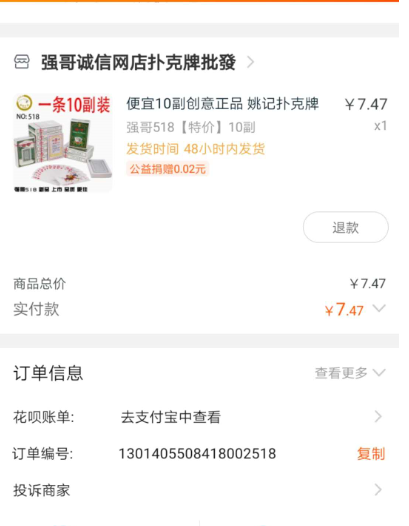 强哥诚信网店扑克牌批發
一条10副装
NO:518
便宜10副创意正品 姚记扑克牌
￥7.47
强哥518【特价】10副
x1
发货时间 48小时内发货
公益捐赠0.02元
退款
商品总价
￥7.47
实付款
￥7.47
订单信息
查看更多
花呗账单:
去支付宝中查看
订单编号:
1301405508418002518
复制
投诉商家